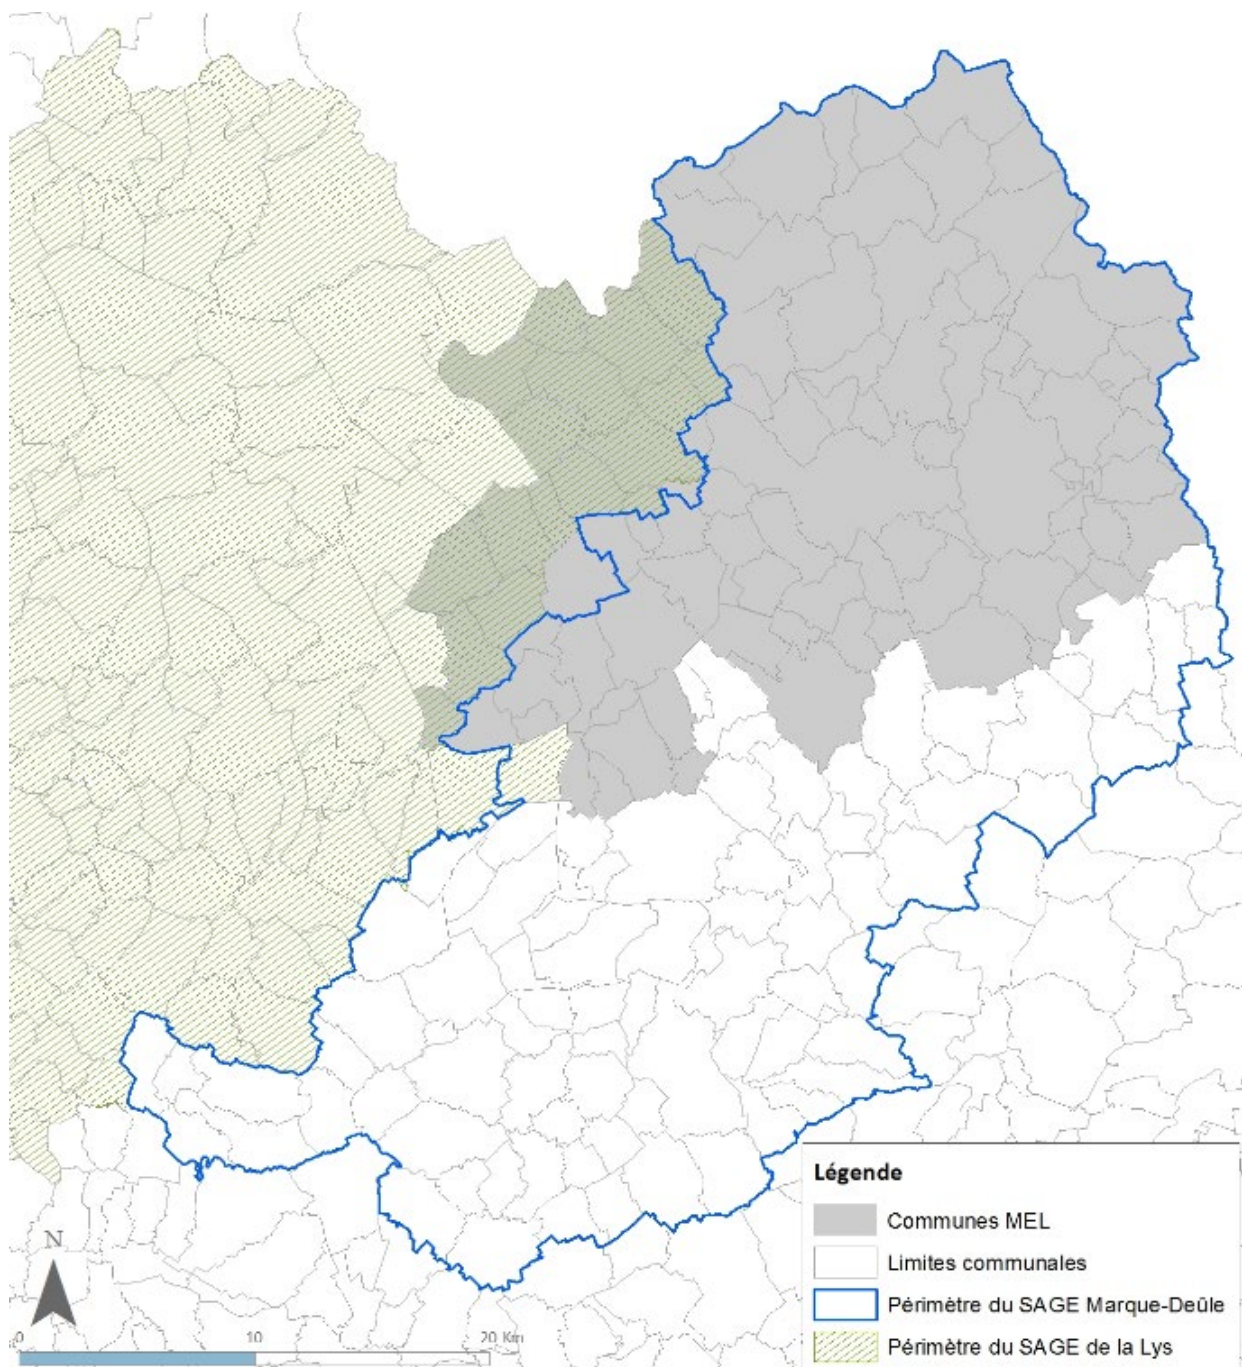 Légende
Communes MEL
Limites communales
Périmètre du SAGE Marque-Deûle
Périmètre du SAGE de la Lys
N
0 10 20 Km